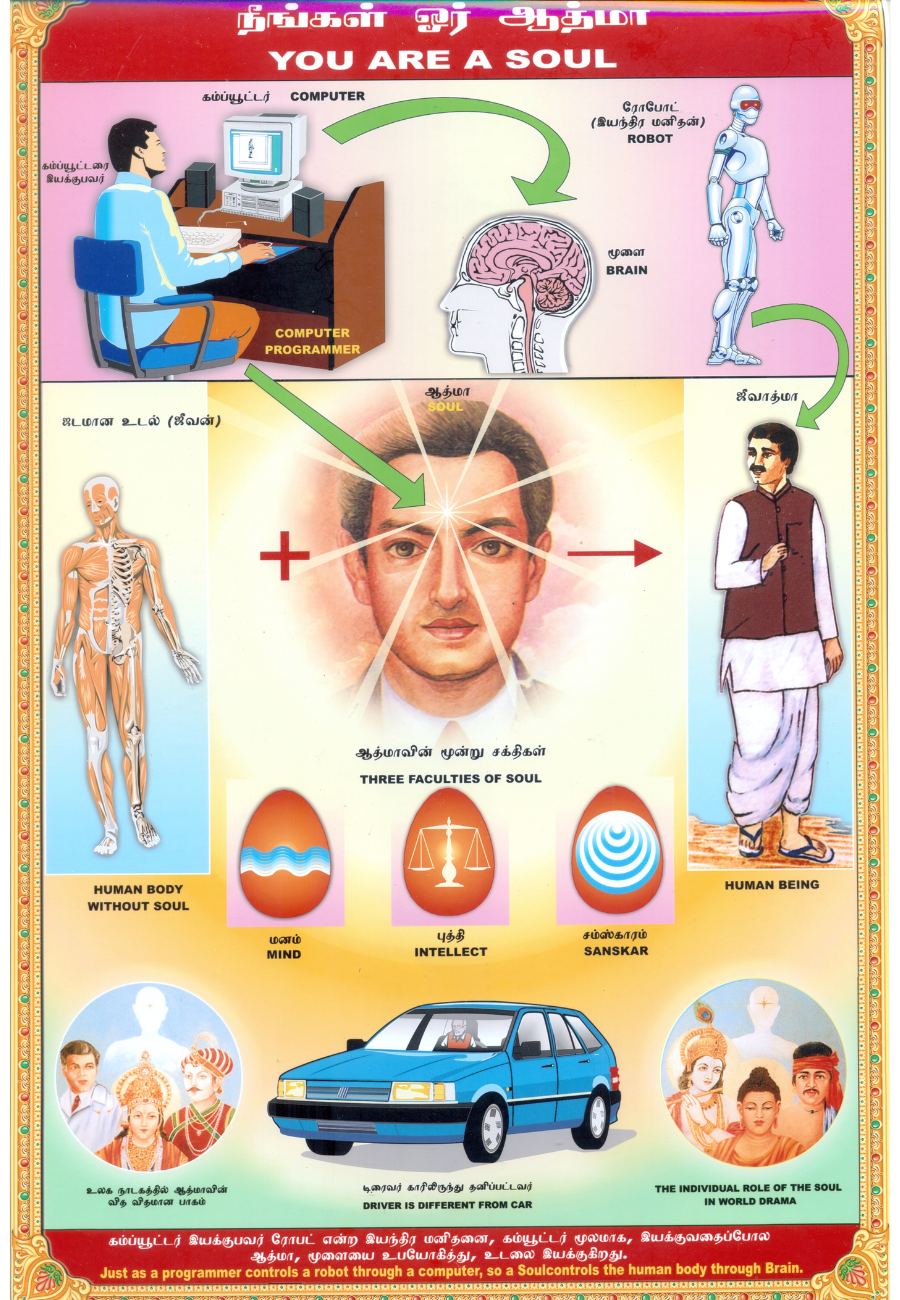 நீங்கள் ஓர் ஆத்மா
YOU ARE A SOUL
கம்ப்யூட்டர் COMPUTER
ரோபோட்
(இயந்திர மனிதன்)
ROBOT
கம்ப்யூட்டரை
இயக்குபவர்
மூளை
BRAIN
COMPUTER
PROGRAMMER
ஜடமான உடல் (ஜீவன்)
ஆத்மா
SOUL
ஜீவாத்மா
ஆத்மாவின் மூன்று சக்திகள்
THREE FACULTIES OF SOUL
HUMAN BODY
WITHOUT SOUL
HUMAN BEING
மனம்
MIND
புத்தி
INTELLECT
சம்ஸ்காரம்
SANSKAR
உலக நாடகத்தில் ஆத்மாவின்
வித விதமான பாகம்
டிரைவர் காரிலிருந்து தனிப்பட்டவர்
DRIVER IS DIFFERENT FROM CAR
THE INDIVIDUAL ROLE OF THE SOUL
IN WORLD DRAMA
கம்ப்யூட்டர் இயக்குபவர் ரோபட் என்ற இயந்திர மனிதனை, கம்யூட்டர் மூலமாக, இயக்குவதைப்போல
ஆத்மா, மூளையை உபயோகித்து, உடலை இயக்குகிறது.
Just as a programmer controls a robot through a computer, so a Soulcontrols the human body through Brain.